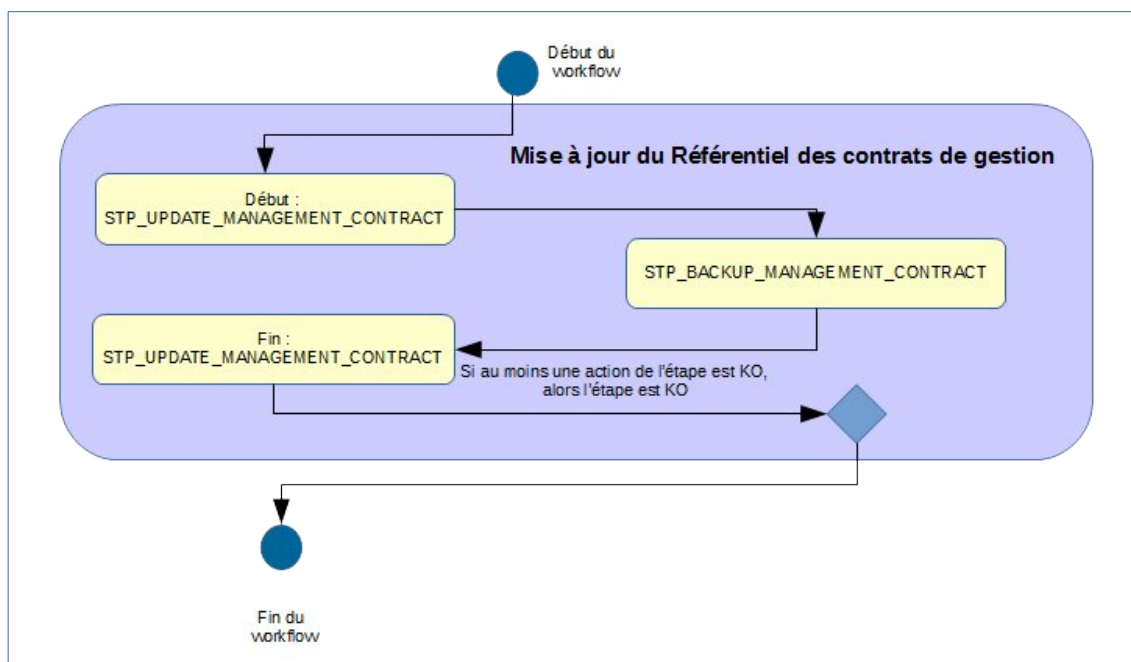 Début du
workflow
Mise à jour du Référentiel des contrats de gestion
Début :
STP_UPDATE_MANAGEMENT_CONTRACT
STP_BACKUP_MANAGEMENT_CONTRACT
Fin :
STP_UPDATE_MANAGEMENT_CONTRACT
Si au moins une action de l'étape est KO,
alors l'étape est KO
Fin du
workflow